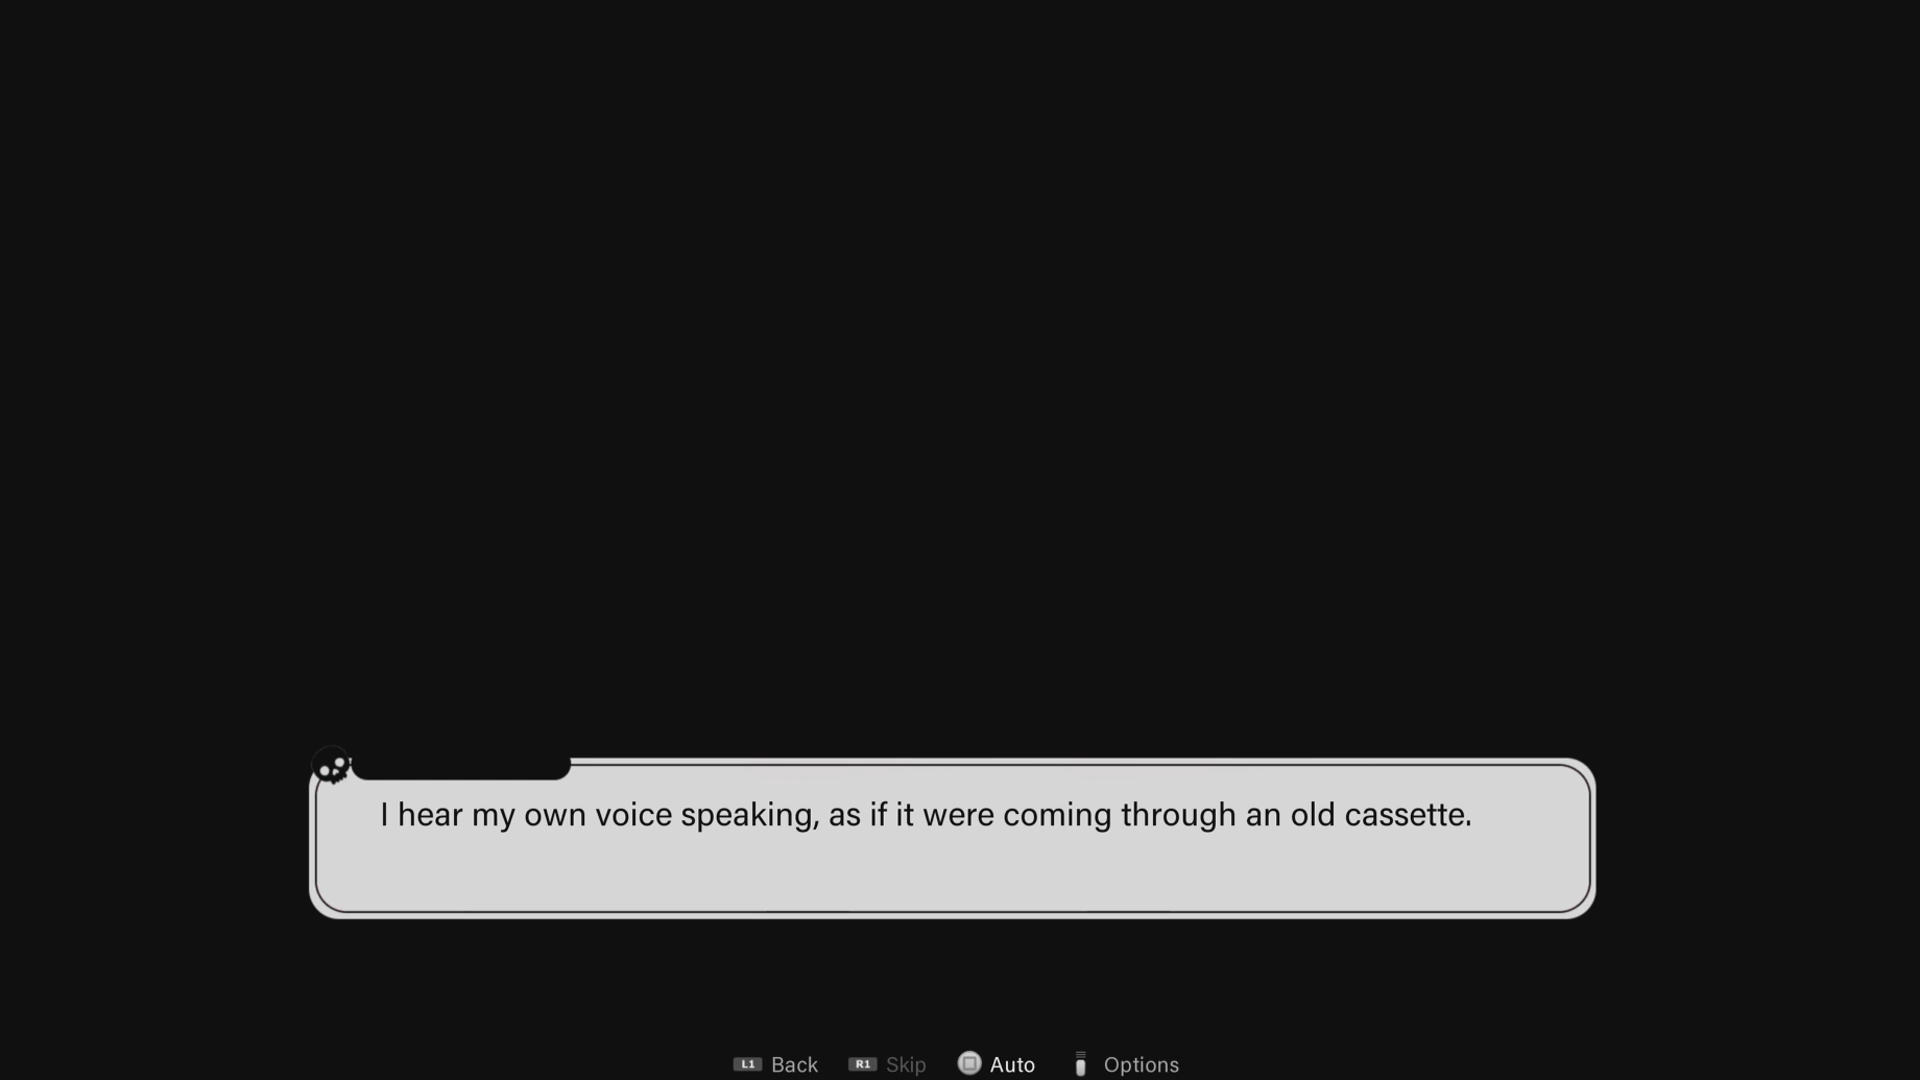 I hear my own voice speaking, as if it were coming through an old cassette.
L1 Back R1 Skip Auto Options